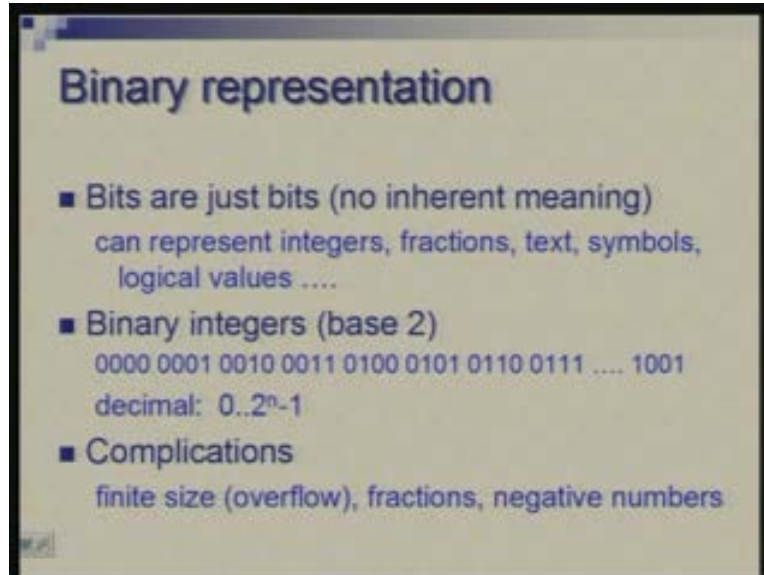 Binary representation
■ Bits are just bits (no inherent meaning)
can represent integers, fractions, text, symbols,
logical values ....
■ Binary integers (base 2)
0000 0001 0010 0011 0100 0101 0110 0111 .... 1001
decimal: 0..2ⁿ-1
■ Complications
finite size (overflow), fractions, negative numbers